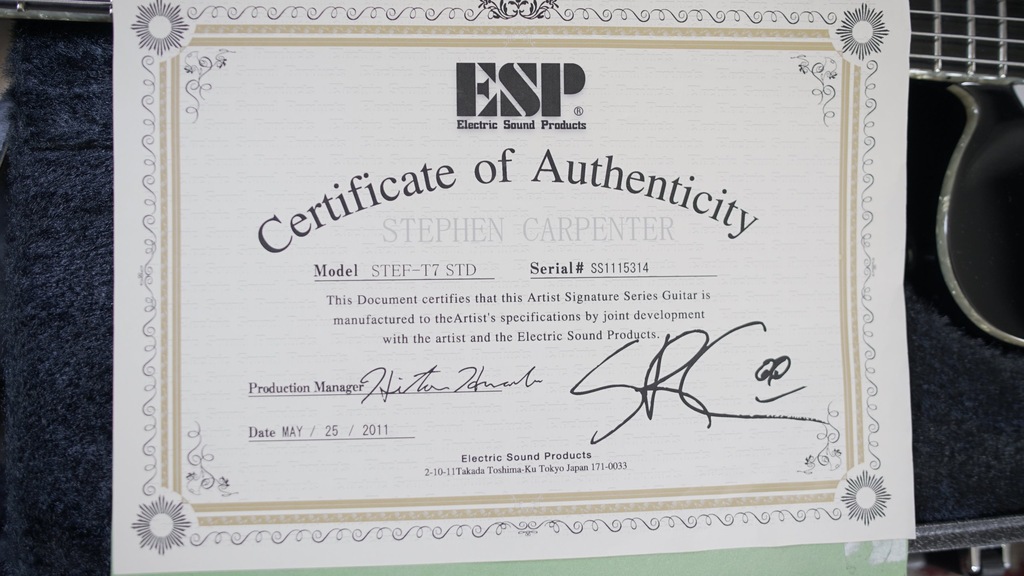 ESP®
Electric Sound Products
Certificate of Authenticity
STEPHEN CARPENTER
Model STEF-T7 STD Serial# SS1115314
This Document certifies that this Artist Signature Series Guitar is
manufactured to theArtist's specifications by joint development
with the artist and the Electric Sound Products.
Production Manager
Date MAY / 25 / 2011
Electric Sound Products
2-10-11Takada Toshima-Ku Tokyo Japan 171-0033